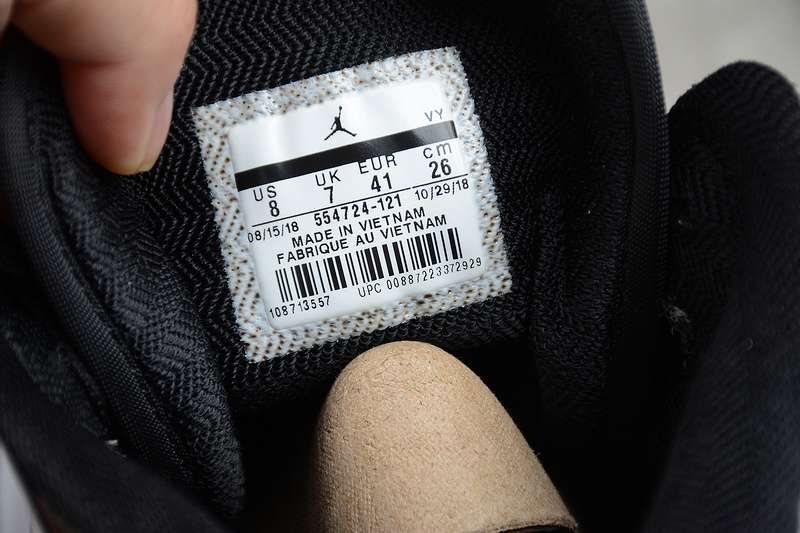 VY
US UK EUR cm
8 7 41 26
08/15/18 554724-121 10/29/18
MADE IN VIETNAM
FABRIQUE AU VIETNAM
108713557 UPC 00887223372929